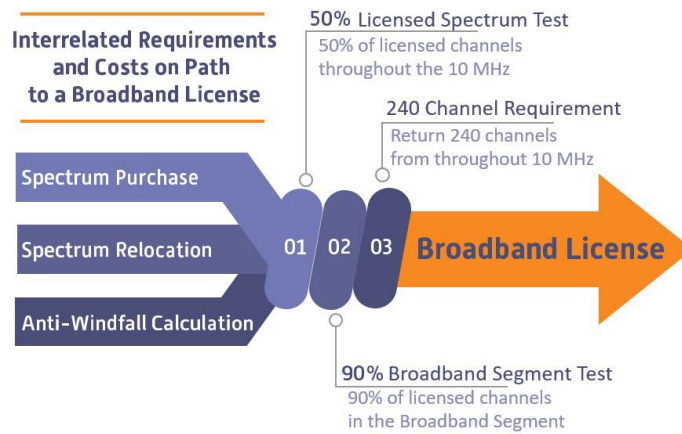 Interrelated Requirements
and Costs on Path
to a Broadband License
50% Licensed Spectrum Test
50% of licensed channels
throughout the 10 MHz
240 Channel Requirement
Return 240 channels
from throughout 10 MHz
Spectrum Purchase
Spectrum Relocation
Anti-Windfall Calculation
01
02
03
Broadband License
90% Broadband Segment Test
90% of licensed channels
in the Broadband Segment